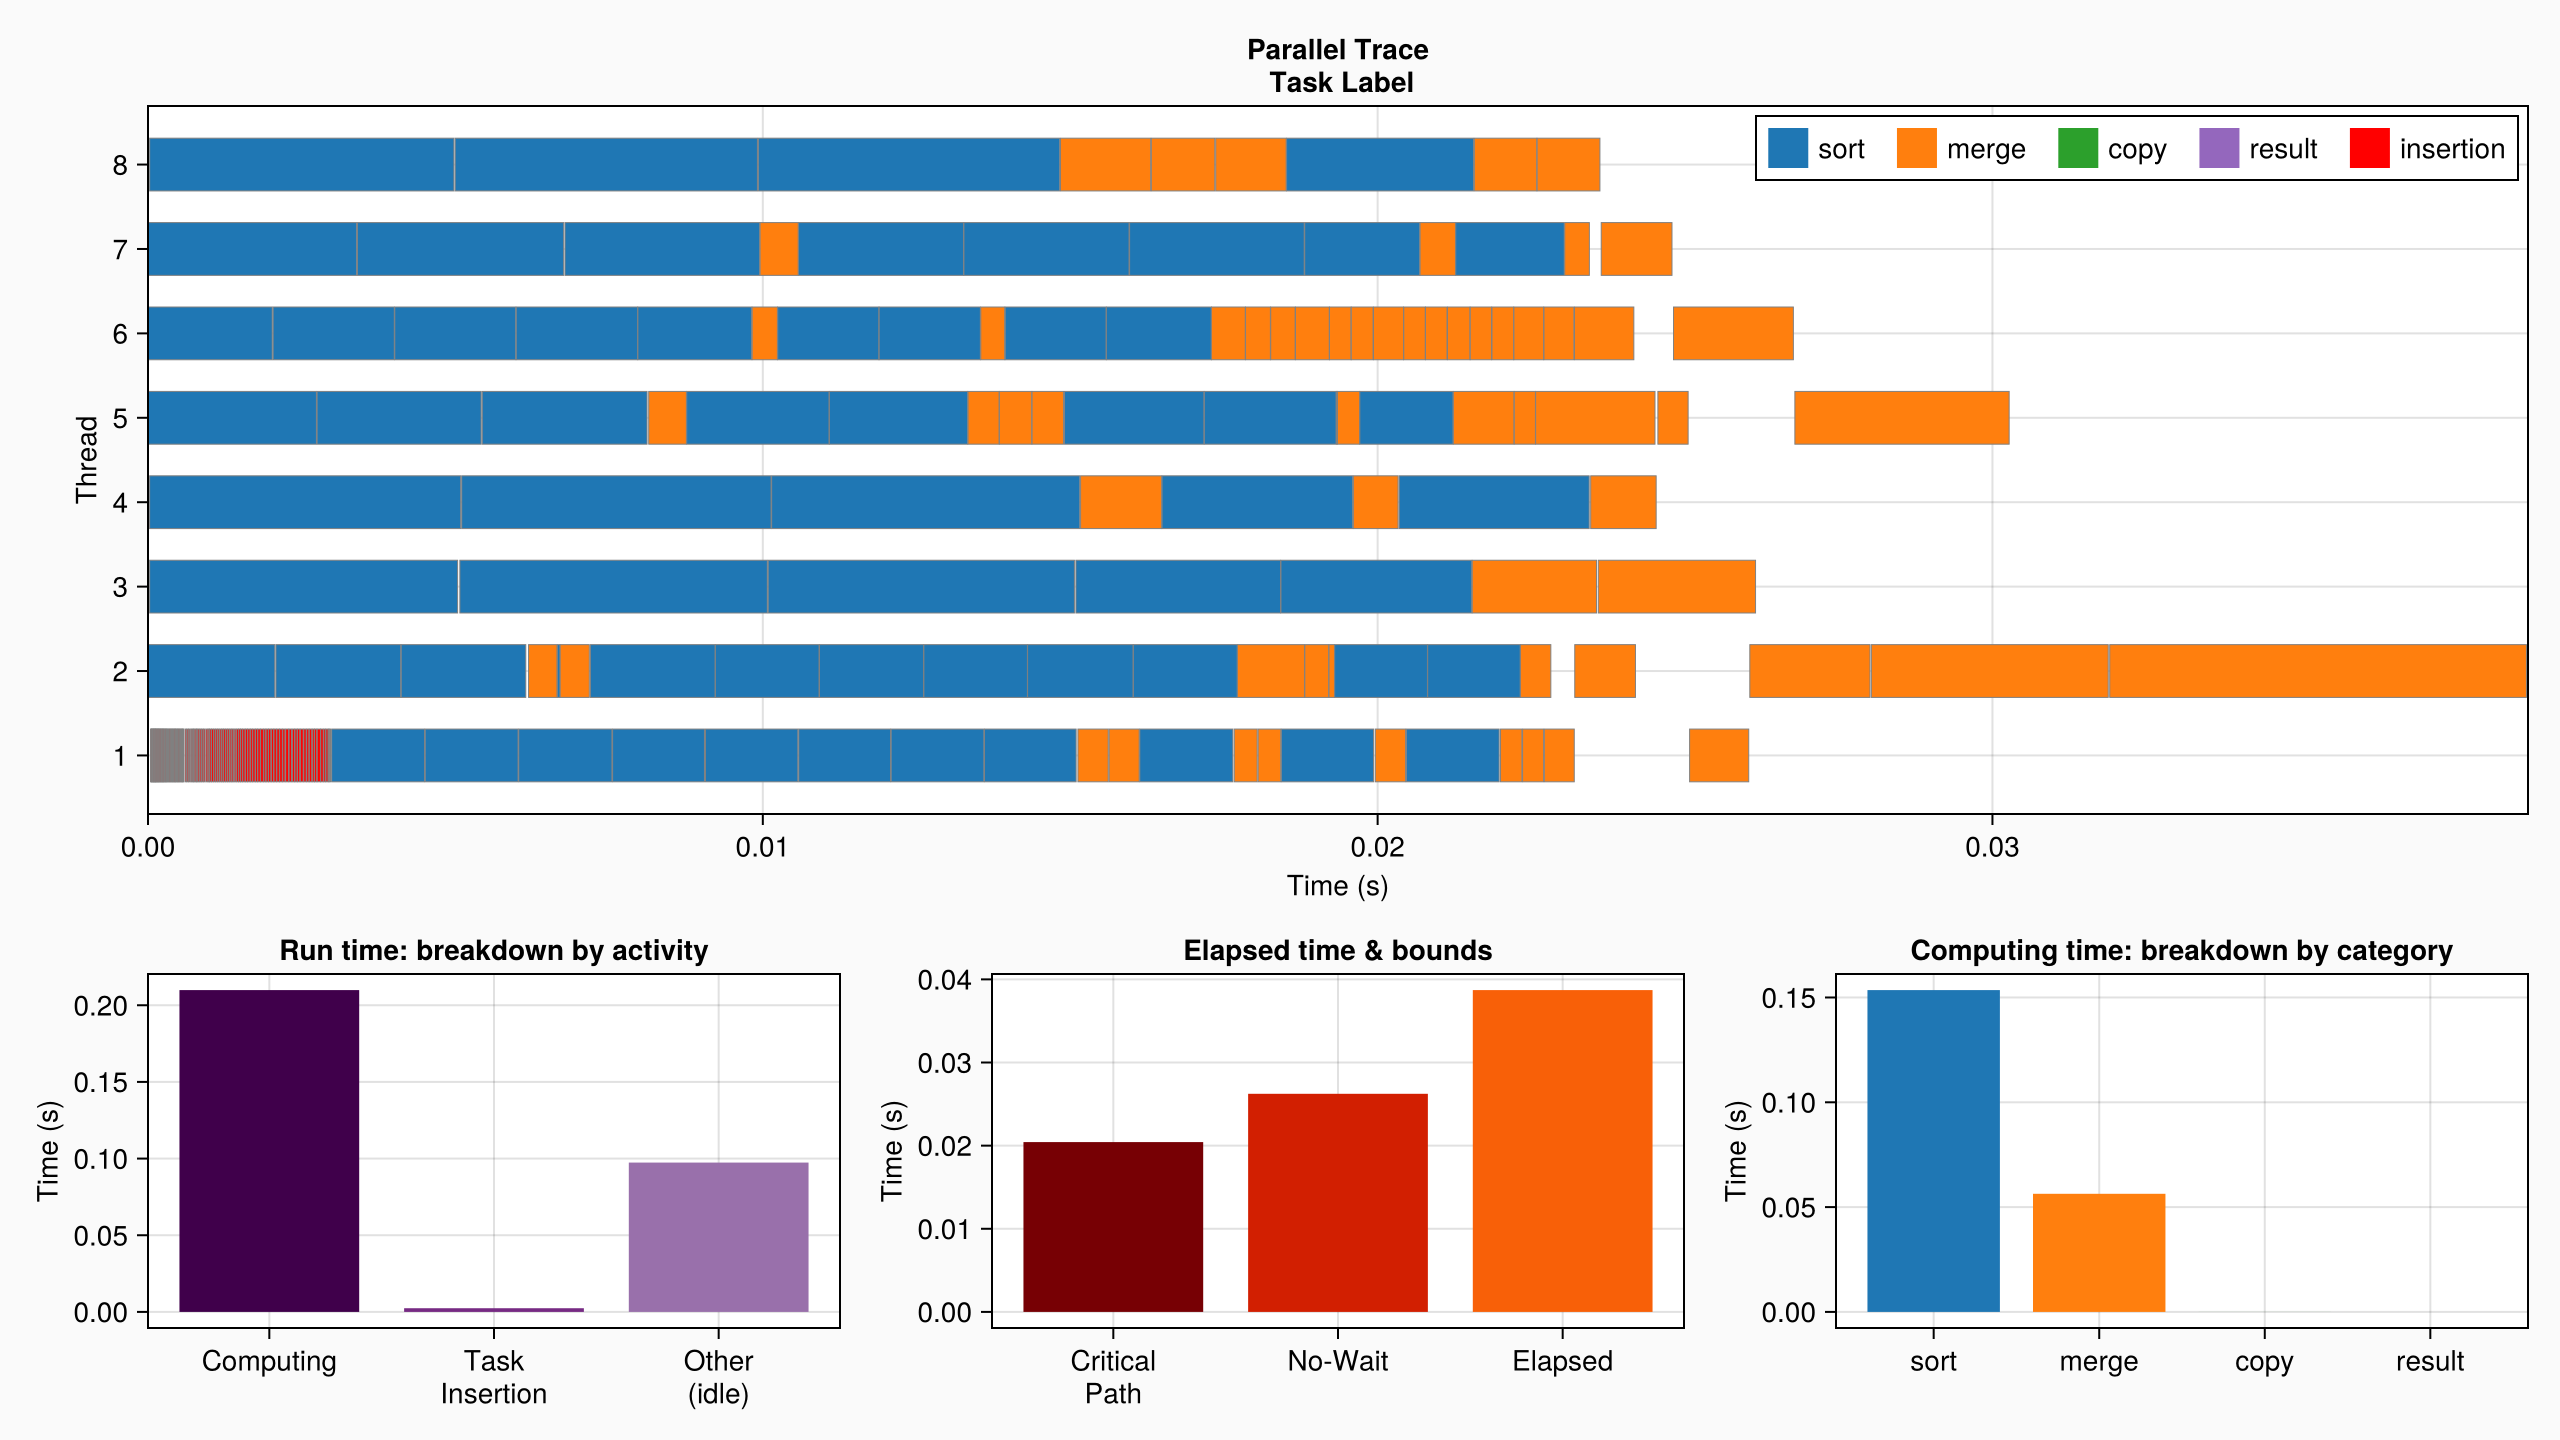 Parallel Trace
Task Label
sort
merge
copy
result
insertion
8
7
6
5
4
3
2
1
Thread
0.00
0.01
0.02
0.03
Time (s)
Run time: breakdown by activity
0.20
0.15
0.10
0.05
0.00
Time (s)
Computing
Task
Insertion
Other
(idle)
Elapsed time & bounds
0.04
0.03
0.02
0.01
0.00
Time (s)
Critical
Path
No-Wait
Elapsed
Computing time: breakdown by category
0.15
0.10
0.05
0.00
Time (s)
sort
merge
copy
result